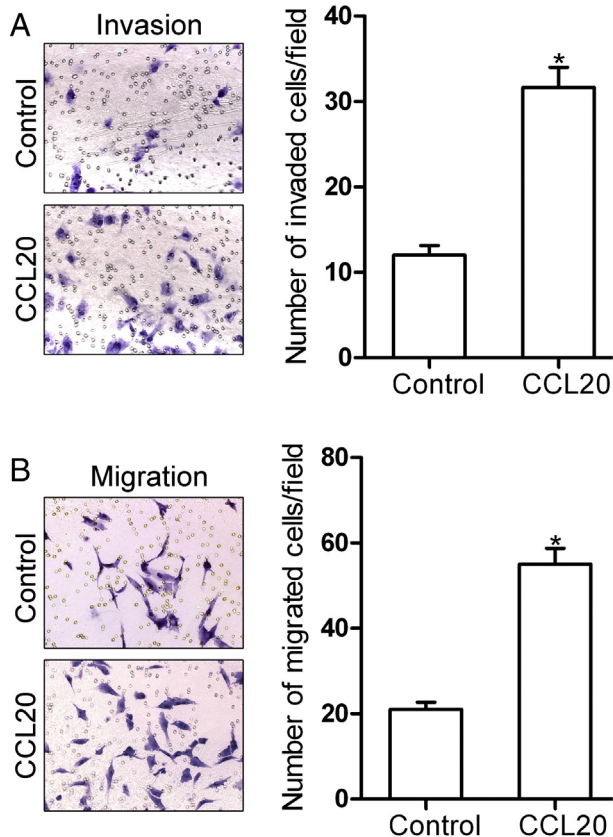 A
Invasion
Control
CCL20
Number of invaded cells/field
40
30
20
10
0
*
Control
CCL20
B
Migration
Control
CCL20
Number of migrated cells/field
80
60
40
20
0
*
Control
CCL20